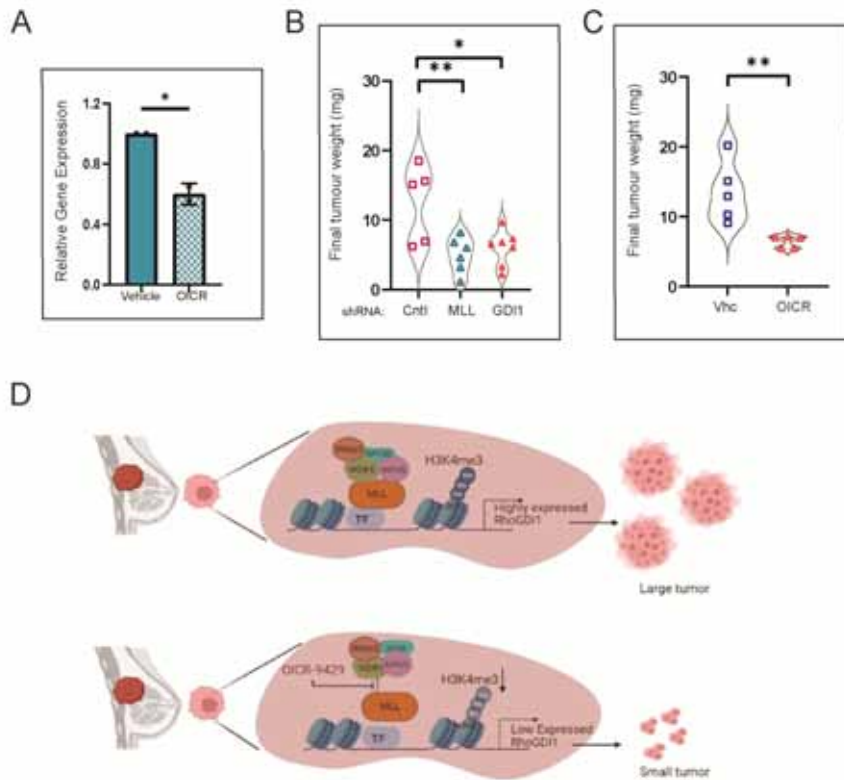 A
Relative Gene Expression
1.2
0.8
0.4
0.0
*
Vehicle
OICR
B
Final tumour weight (mg)
30
20
10
0
*
**
shRNA:
Cntl
MLL
GDI1
C
Final tumour weight (mg)
30
20
10
0
**
Vhc
OICR
D
H3K4me3
MLL
TF
Highly expressed
RhoGDI1
Large tumor
OICR-9429
H3K4me3
MLL
TF
Low Expressed
RhoGDI1
Small tumor